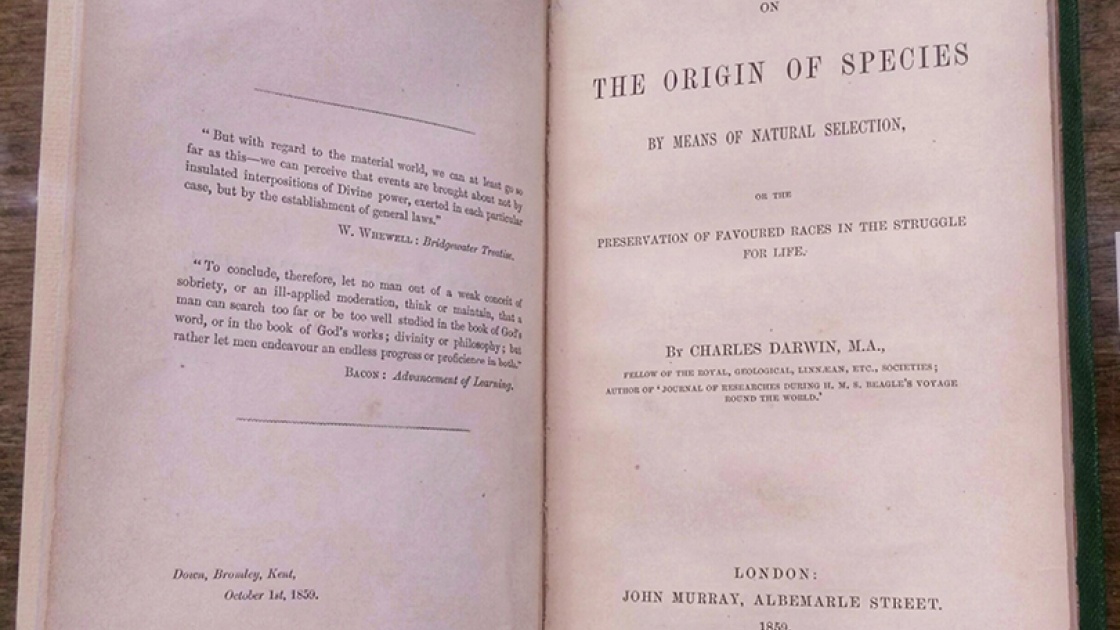 “But with regard to the material world, we can at least go so
far as this—we can perceive that events are brought about not by
insulated interpositions of Divine power, exerted in each particular
case, but by the establishment of general laws.”
W. WHEWELL: Bridgewater Treatise.
“To conclude, therefore, let no man out of a weak conceit of
sobriety, or an ill-applied moderation, think or maintain, that a
man can search too far or be too well studied in the book of God's
word, or in the book of God's works; divinity or philosophy; but
rather let men endeavour an endless progress or proficience in both.”
BACON: Advancement of Learning.
Down, Bromley, Kent,
October 1st, 1859.
ON
THE ORIGIN OF SPECIES
BY MEANS OF NATURAL SELECTION,
OR THE
PRESERVATION OF FAVOURED RACES IN THE STRUGGLE
FOR LIFE.
BY CHARLES DARWIN, M.A.,
FELLOW OF THE ROYAL, GEOLOGICAL, LINNÆAN, ETC., SOCIETIES;
AUTHOR OF ‘JOURNAL OF RESEARCHES DURING H. M. S. BEAGLE'S VOYAGE
ROUND THE WORLD.’
LONDON:
JOHN MURRAY, ALBEMARLE STREET.
1859